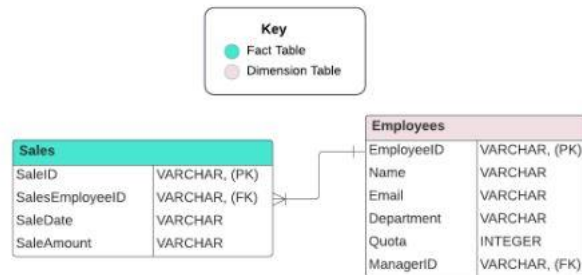 Key
Fact Table
Dimension Table
Sales
SaleID VARCHAR, (PK)
SalesEmployeeID VARCHAR, (FK)
SaleDate VARCHAR
SaleAmount VARCHAR
Employees
EmployeeID VARCHAR, (PK)
Name VARCHAR
Email VARCHAR
Department VARCHAR
Quota INTEGER
ManagerID VARCHAR, (FK)